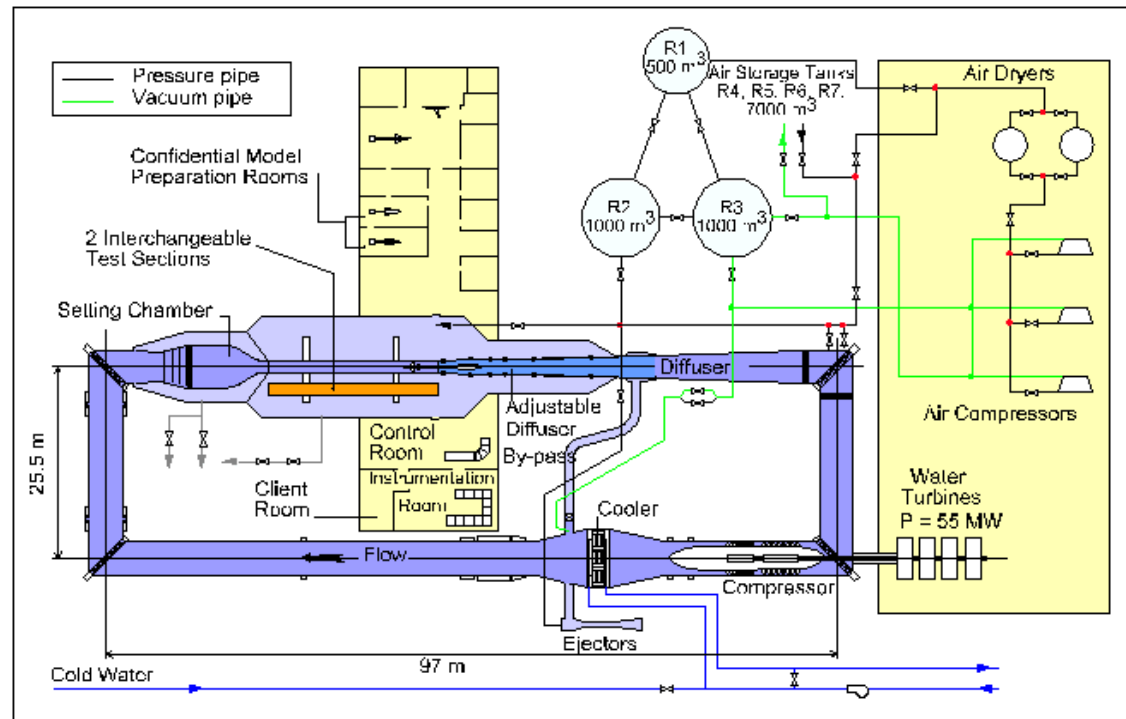 Pressure pipe
Vacuum pipe
Confidential Model
Preparation Rooms
2 Interchangeable
Test Sections
Settling Chamber
R1
500 m3
Air Storage Tanks
R4, R5, R6, R7,
7000 m3
R2
1000 m3
R3
1000 m3
Air Dryers
Air Compressors
Diffuser
Adjustable
Diffuser
By-pass
Control
Room
Instrumentation
Room
Client
Room
25.5 m
Cooler
Water
Turbines
P = 55 MW
Flow
Compressor
Ejectors
97 m
Cold Water